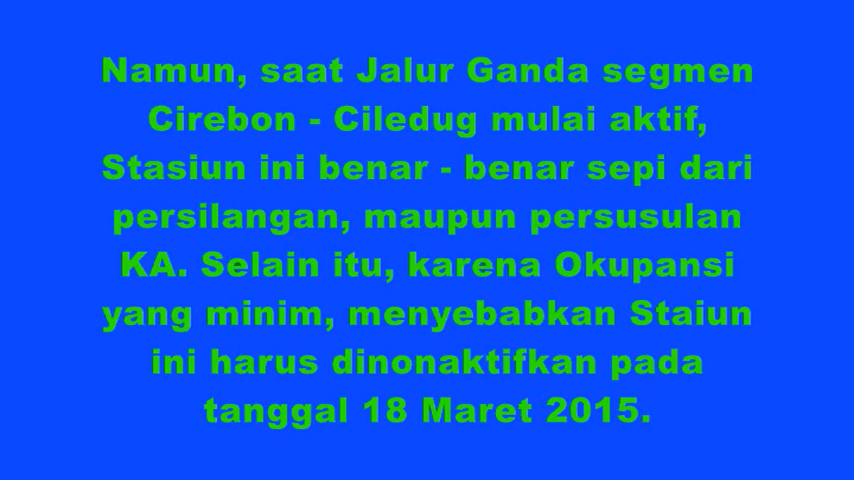 Namun, saat Jalur Ganda segmen
Cirebon - Ciledug mulai aktif,
Stasiun ini benar - benar sepi dari
persilangan, maupun persusulan
KA. Selain itu, karena Okupansi
yang minim, menyebabkan Staiun
ini harus dinonaktifkan pada
tanggal 18 Maret 2015.